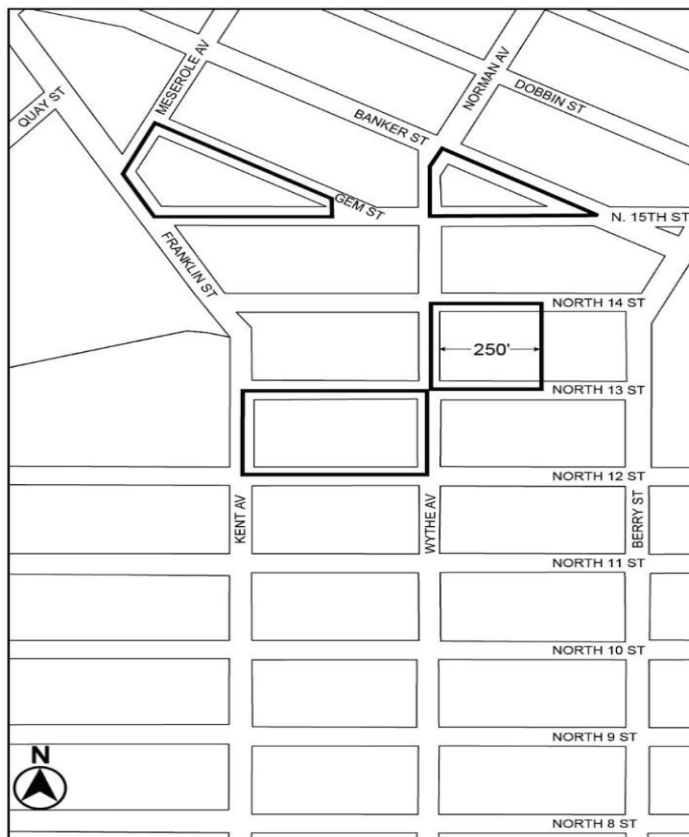 MESEROLE AV
NORMAN AV
DOBBIN ST
QUAY ST
BANKER ST
GEM ST
N. 15TH ST
FRANKLIN ST
NORTH 14 ST
250'
NORTH 13 ST
NORTH 12 ST
KENT AV
WYTHE AV
BERRY ST
NORTH 11 ST
NORTH 10 ST
NORTH 9 ST
N
NORTH 8 ST